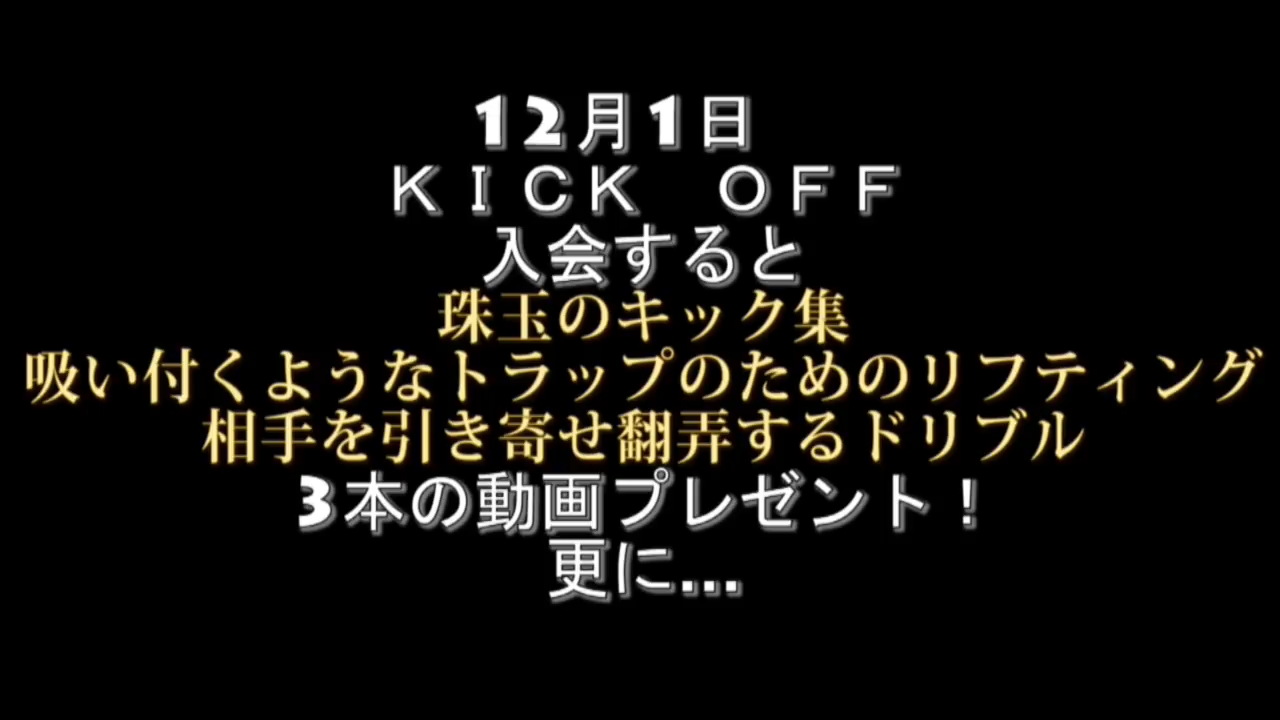 12月1日
ＫＩＣＫ　ＯＦＦ
入会すると
珠玉のキック集
吸い付くようなトラップのためのリフティング
相手を引き寄せ翻弄するドリブル
3本の動画プレゼント！
更に...